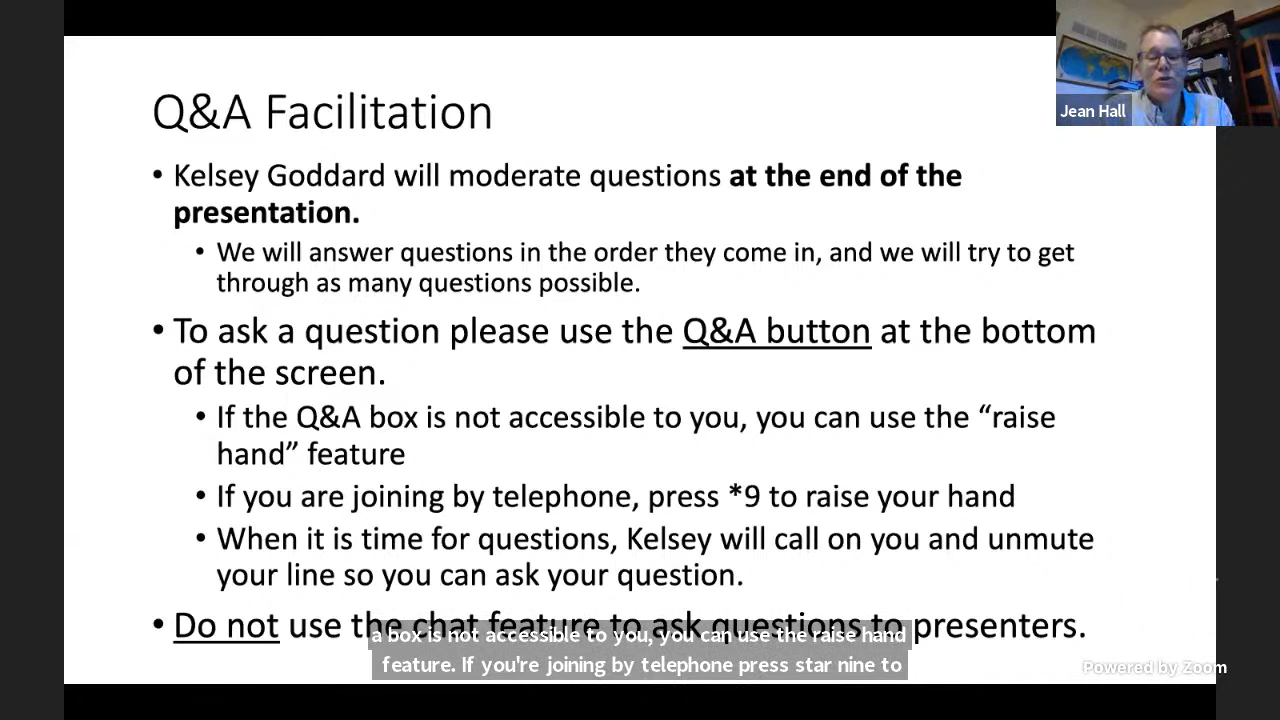 Q&A Facilitation
Jean Hall
• Kelsey Goddard will moderate questions at the end of the
presentation.
• We will answer questions in the order they come in, and we will try to get
through as many questions possible.
• To ask a question please use the Q&A button at the bottom
of the screen.
• If the Q&A box is not accessible to you, you can use the “raise
hand” feature
• If you are joining by telephone, press *9 to raise your hand
• When it is time for questions, Kelsey will call on you and unmute
your line so you can ask your question.
• Do not use the chat feature to ask questions to presenters.
a box is not accessible to you, you can use the raise hand
feature. If you're joining by telephone press star nine to
Powered by Zoom